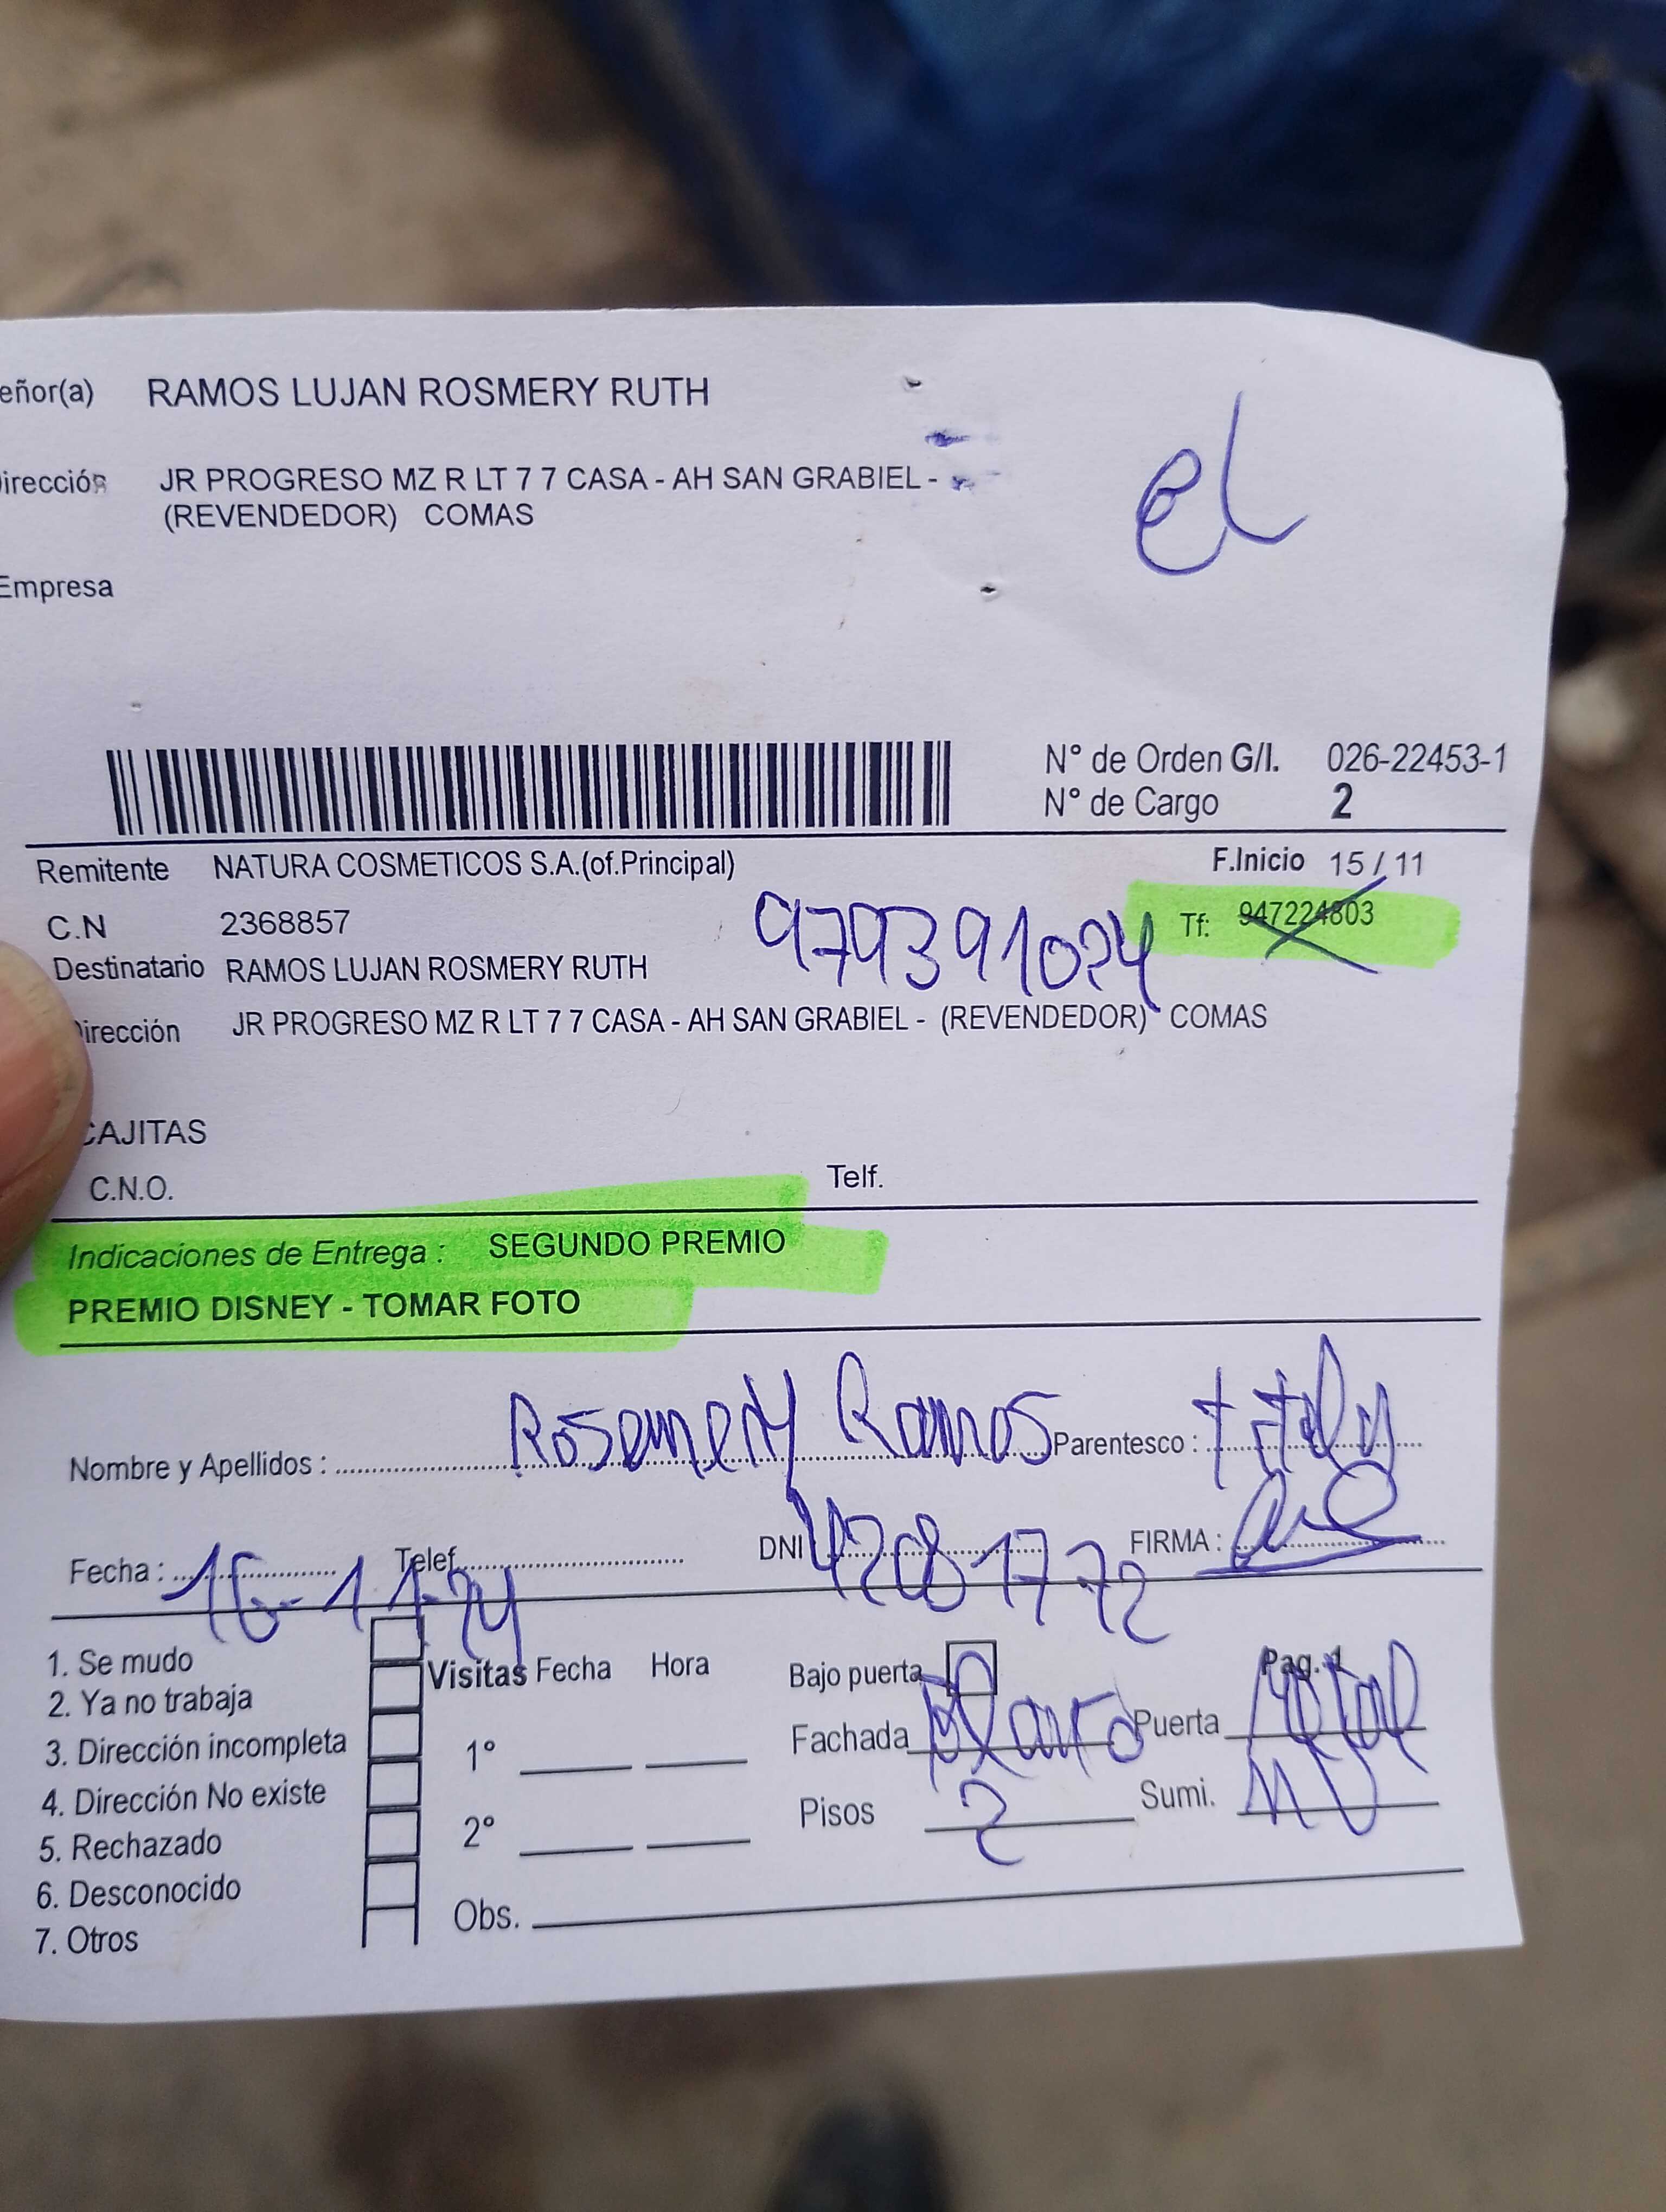 eñor(a) RAMOS LUJAN ROSMERY RUTH
irección JR PROGRESO MZ R LT 7 7 CASA - AH SAN GRABIEL -
(REVENDEDOR) COMAS
el
Empresa
N° de Orden G/I. 026-22453-1
N° de Cargo 2
Remitente NATURA COSMETICOS S.A.(of.Principal) F.Inicio 15 / 11
C.N 2368857 979391024 Tf: 947224803
Destinatario RAMOS LUJAN ROSMERY RUTH
irección JR PROGRESO MZ R LT 7 7 CASA - AH SAN GRABIEL - (REVENDEDOR) COMAS
CAJITAS
C.N.O. Telf.
Indicaciones de Entrega : SEGUNDO PREMIO
PREMIO DISNEY - TOMAR FOTO
Nombre y Apellidos : Rosemery Ramos Parentesco :
Fecha : 16-11-24 Telef. DNI 42081772 FIRMA :
1. Se mudo
2. Ya no trabaja
3. Dirección incompleta
4. Dirección No existe
5. Rechazado
6. Desconocido
7. Otros
Visitas Fecha Hora
1°
2°
Obs.
Bajo puerta Pag. 1
Fachada Puerta Metal
Pisos 2 Sumi.